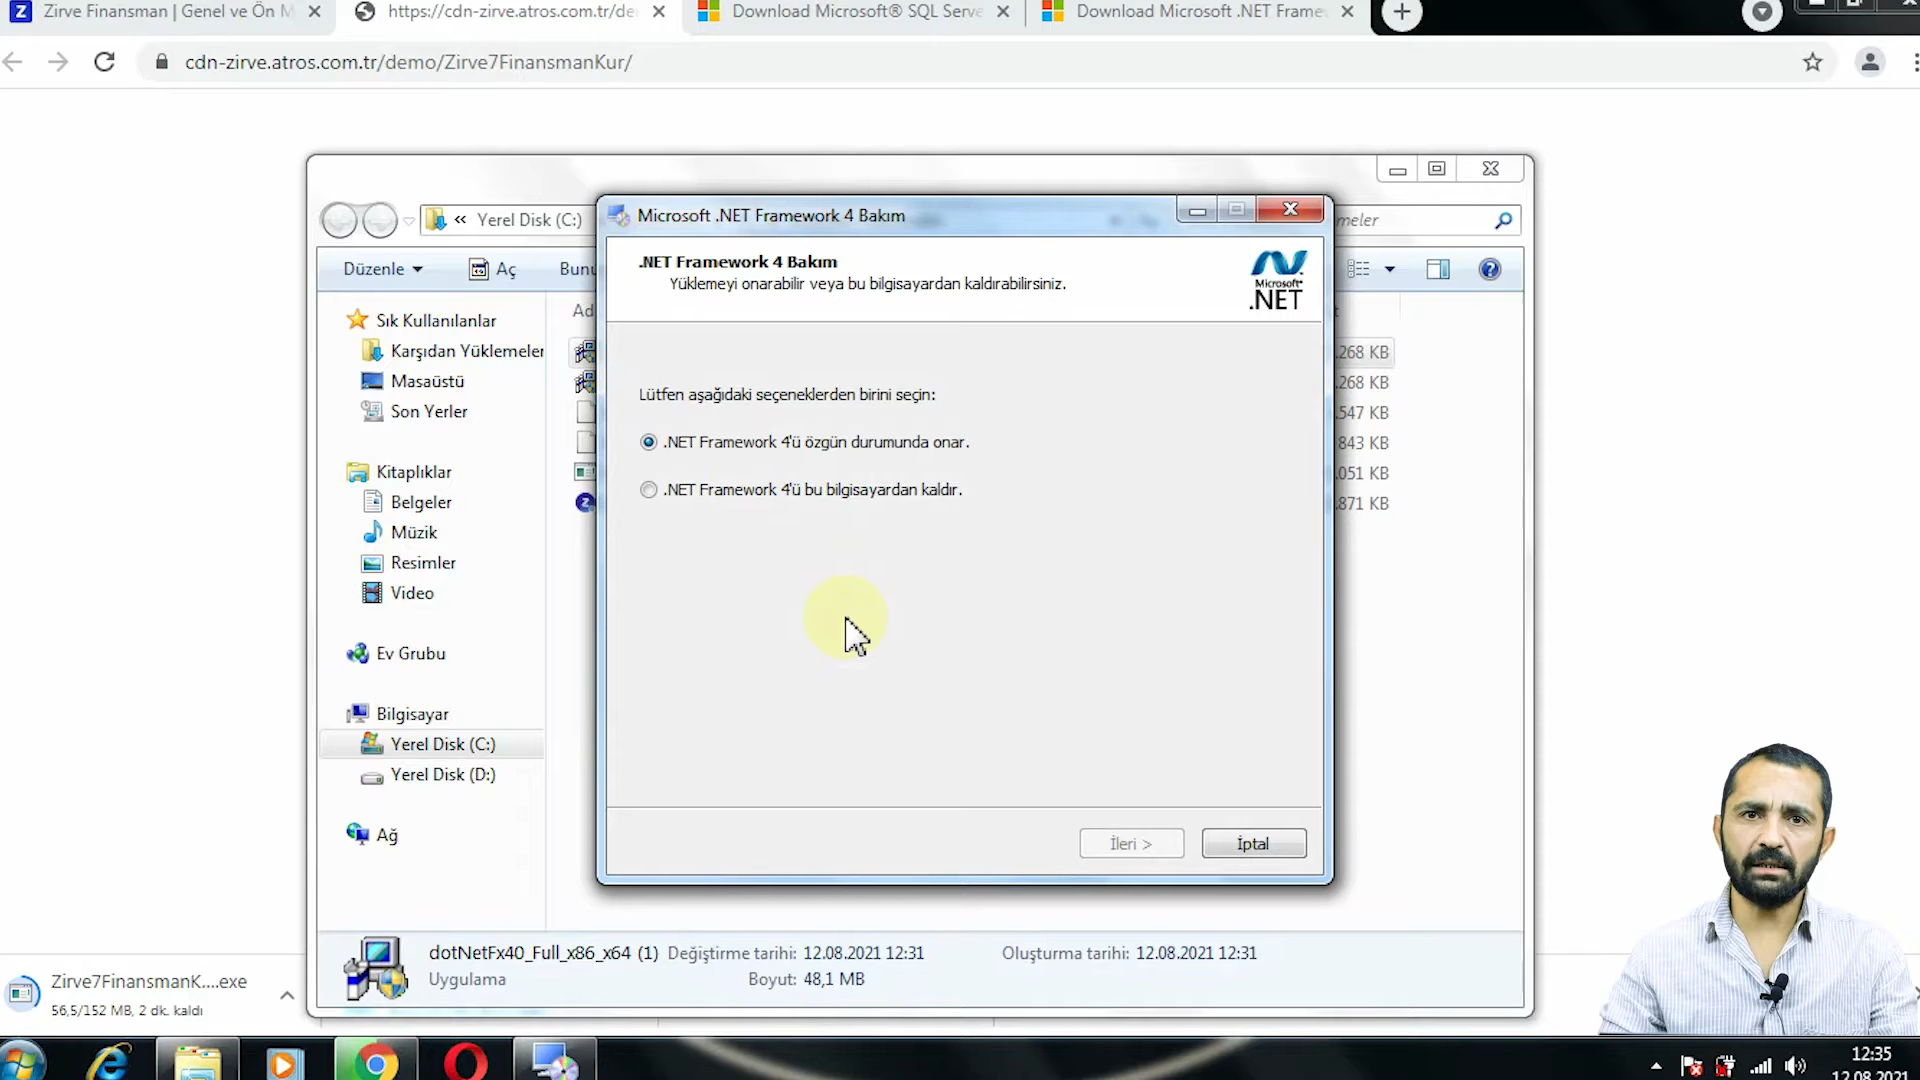 Zirve Finansman | Genel ve Ön M
https://cdn-zirve.atros.com.tr/de
Download Microsoft® SQL Serve
Download Microsoft .NET Frame
cdn-zirve.atros.com.tr/demo/Zirve7FinansmanKur/
« Yerel Disk (C:)
meler
Microsoft .NET Framework 4 Bakım
.NET Framework 4 Bakım
Yüklemeyi onarabilir veya bu bilgisayardan kaldırabilirsiniz.
Microsoft
.NET
Düzenle
Aç
Bunu
Ad
Sık Kullanılanlar
Karşıdan Yüklemeler
Masaüstü
Son Yerler
Kitaplıklar
Belgeler
Müzik
Resimler
Video
Ev Grubu
Bilgisayar
Yerel Disk (C:)
Yerel Disk (D:)
Ağ
Lütfen aşağıdaki seçeneklerden birini seçin:
.NET Framework 4'ü özgün durumunda onar.
.NET Framework 4'ü bu bilgisayardan kaldır.
İleri >
İptal
.268 KB
.268 KB
.547 KB
843 KB
.051 KB
.871 KB
dotNetFx40_Full_x86_x64 (1) Değiştirme tarihi: 12.08.2021 12:31 Oluşturma tarihi: 12.08.2021 12:31
Uygulama Boyut: 48,1 MB
Zirve7FinansmanK....exe
56,5/152 MB, 2 dk. kaldı
12:35
12.08.2021